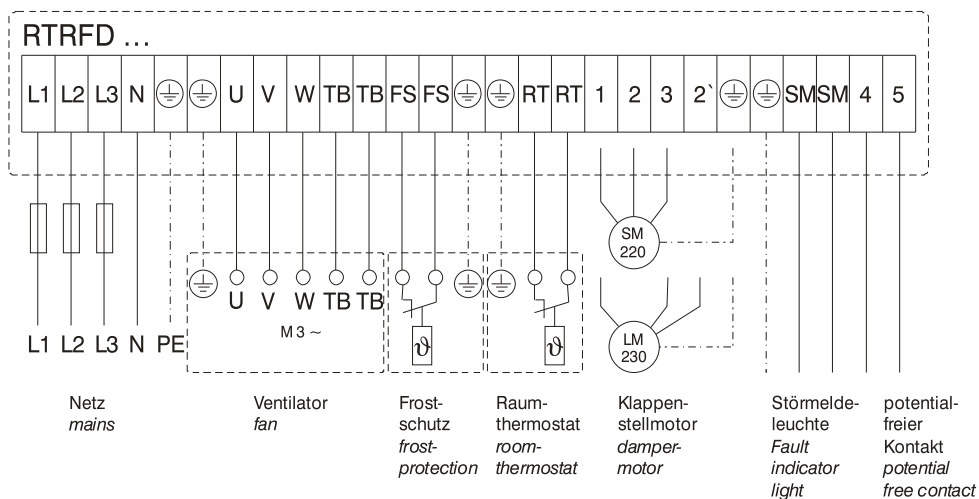 RTRFD ...
L1 L2 L3 N U V W TB TB FS FS RT RT 1 2 3 2` SM SM 4 5
SM
220
U V W TB TB
M 3 ~
ϑ ϑ
LM
230
L1 L2 L3 N PE
Netz
mains
Ventilator
fan
Frost-
schutz
frost-
protection
Raum-
thermostat
room-
thermostat
Klappen-
stellmotor
damper-
motor
Störmelde-
leuchte
Fault
indicator
light
potential-
freier
Kontakt
potential
free contact